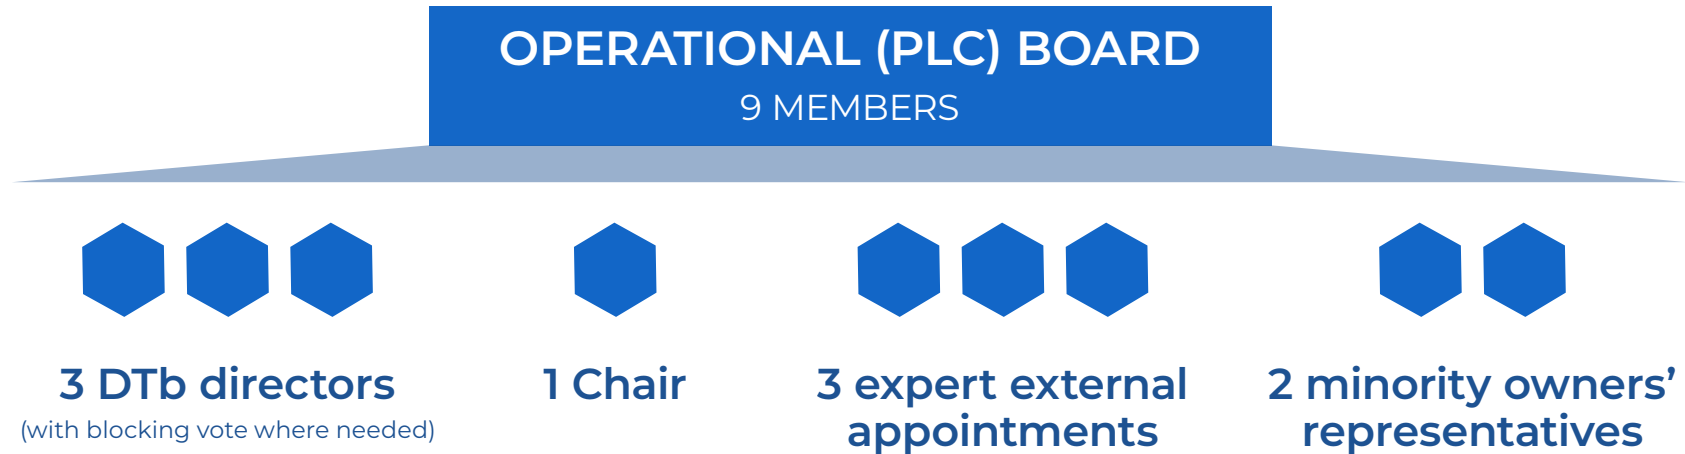 OPERATIONAL (PLC) BOARD
9 MEMBERS
3 DTb directors
(with blocking vote where needed)
1 Chair
3 expert external
appointments
2 minority owners’
representatives